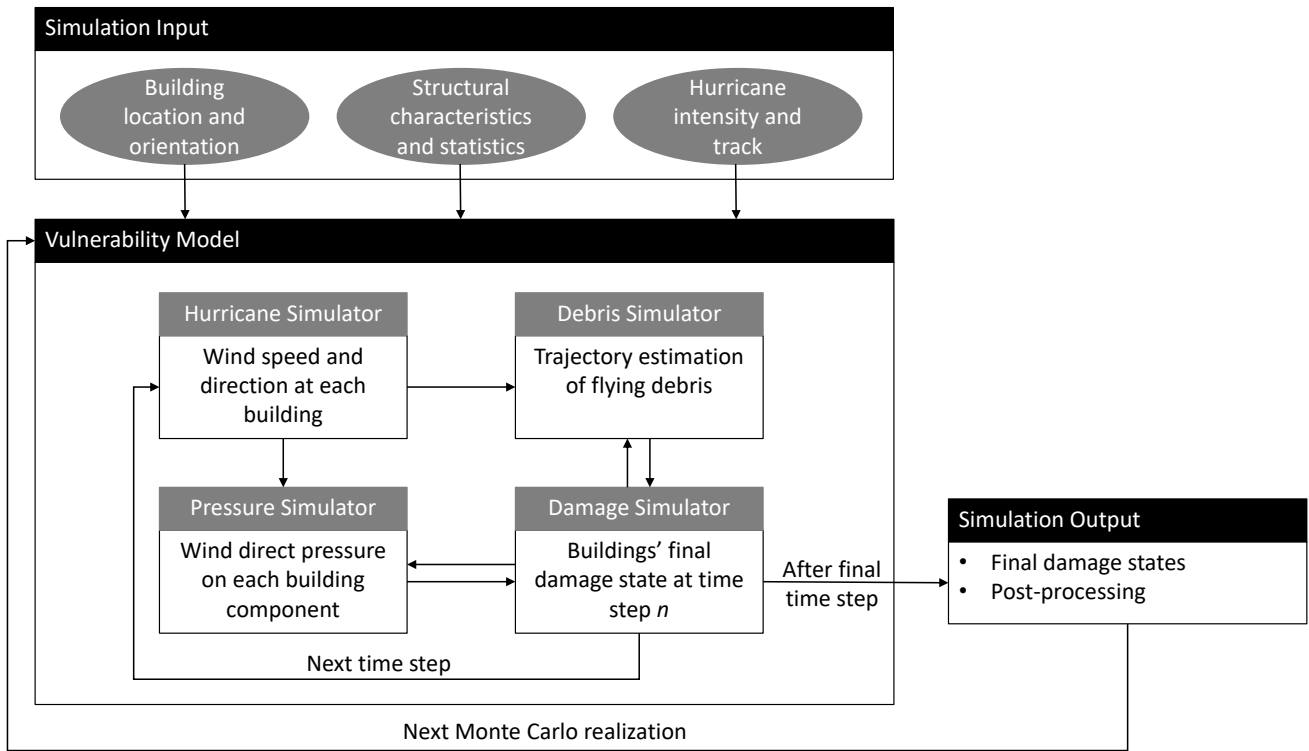 Simulation Input
Building
location and
orientation
Structural
characteristics
and statistics
Hurricane
intensity and
track
Vulnerability Model
Hurricane Simulator
Wind speed and
direction at each
building
Debris Simulator
Trajectory estimation
of flying debris
Pressure Simulator
Wind direct pressure
on each building
component
Damage Simulator
Buildings’ final
damage state at time
step n
After final
time step
Next time step
Simulation Output
• Final damage states
• Post-processing
Next Monte Carlo realization